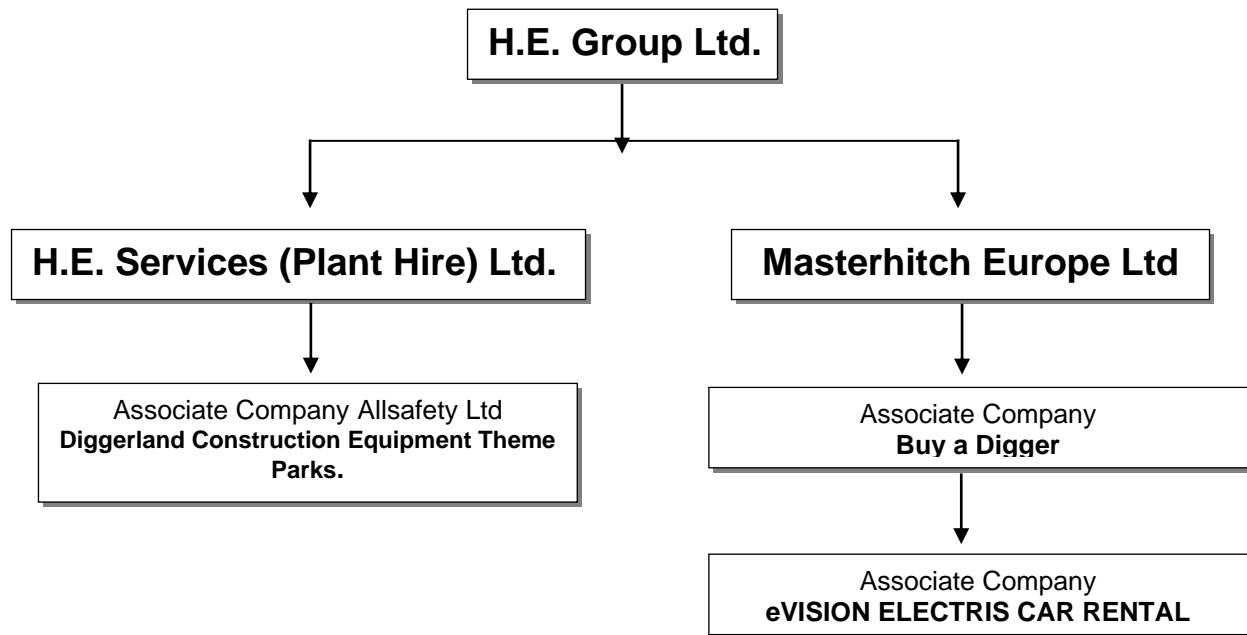 H.E. Group Ltd.
H.E. Services (Plant Hire) Ltd.
Masterhitch Europe Ltd
Associate Company Allsafety Ltd
Diggerland Construction Equipment Theme
Parks.
Associate Company
Buy a Digger
Associate Company
eVISION ELECTRIS CAR RENTAL